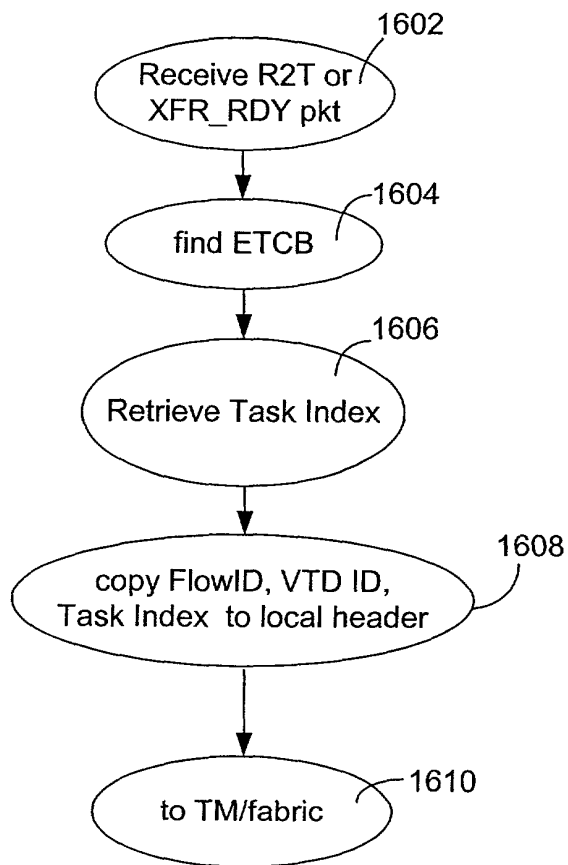 1602
Receive R2T or
XFR_RDY pkt
1604
find ETCB
1606
Retrieve Task Index
1608
copy FlowID, VTD ID,
Task Index to local header
1610
to TM/fabric